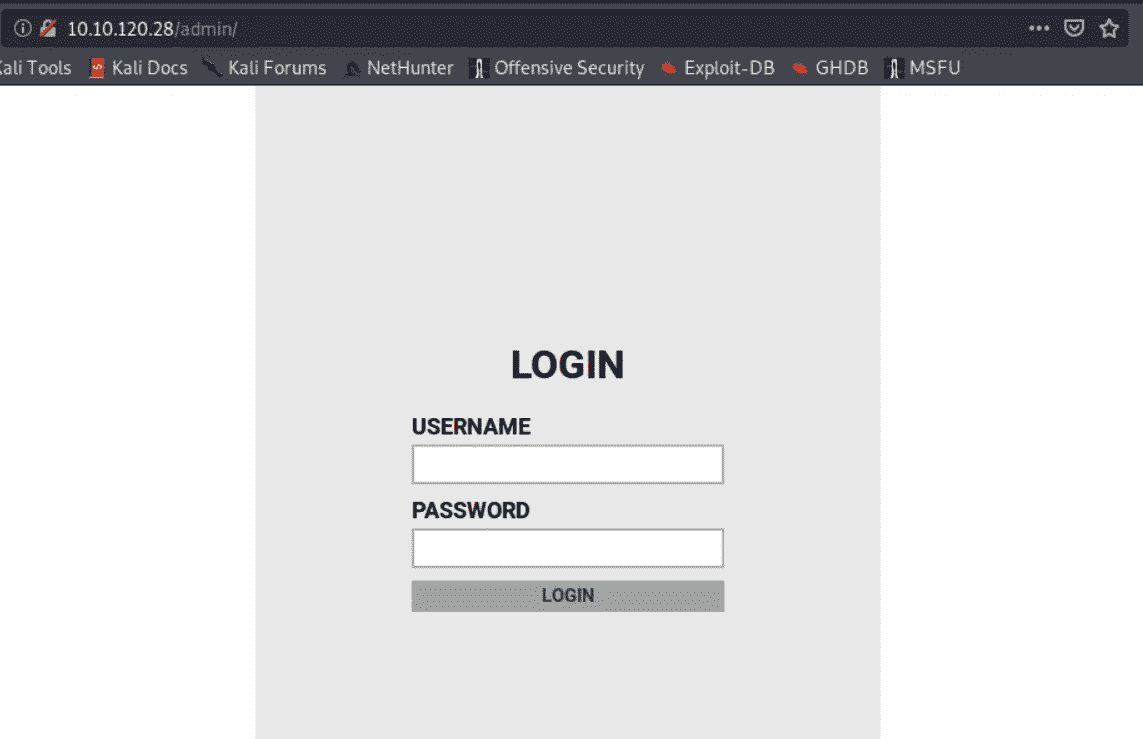 10.10.120.28/admin/
Kali Tools Kali Docs Kali Forums NetHunter Offensive Security Exploit-DB GHDB MSFU
LOGIN
USERNAME
PASSWORD
LOGIN